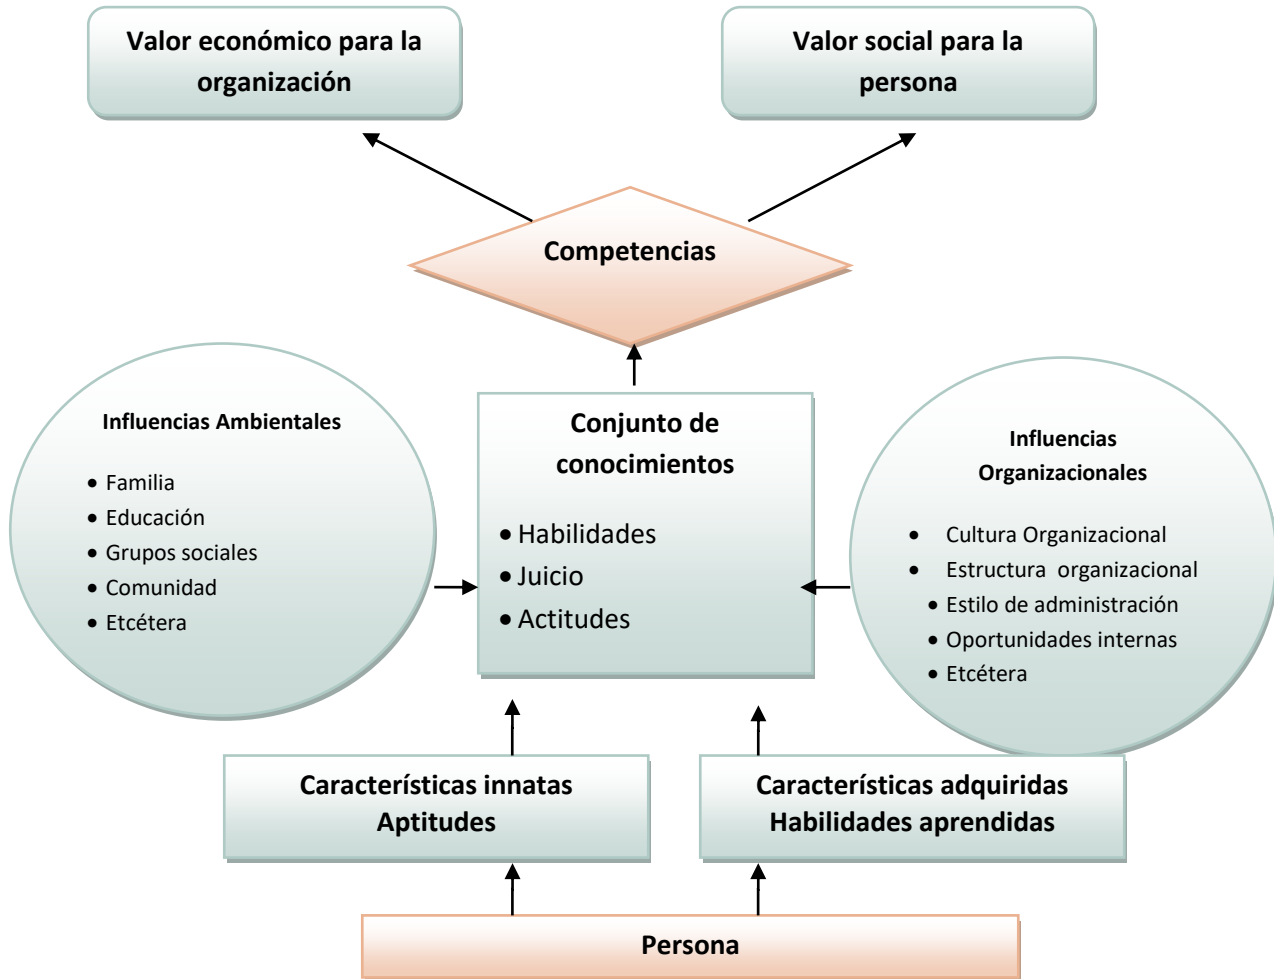 Valor económico para la
organización
Valor social para la
persona
Competencias
Influencias Ambientales
• Familia
• Educación
• Grupos sociales
• Comunidad
• Etcétera
Conjunto de
conocimientos
• Habilidades
• Juicio
• Actitudes
Influencias
Organizacionales
• Cultura Organizacional
• Estructura organizacional
• Estilo de administración
• Oportunidades internas
• Etcétera
Característícas innatas
Aptitudes
Característícas adquiridas
Habilidades aprendidas
Persona